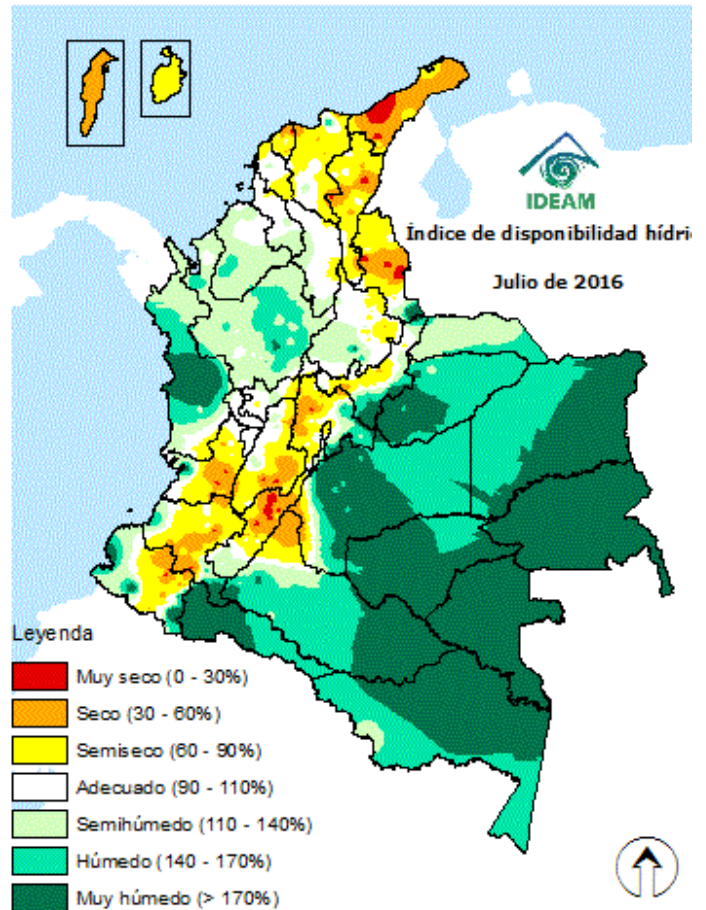 IDEAM
Índice de disponibilidad hídri
Julio de 2016
Leyenda
Muy seco (0 - 30%)
Seco (30 - 60%)
Semiseco (60 - 90%)
Adecuado (90 - 110%)
Semihúmedo (110 - 140%)
Húmedo (140 - 170%)
Muy húmedo (> 170%)